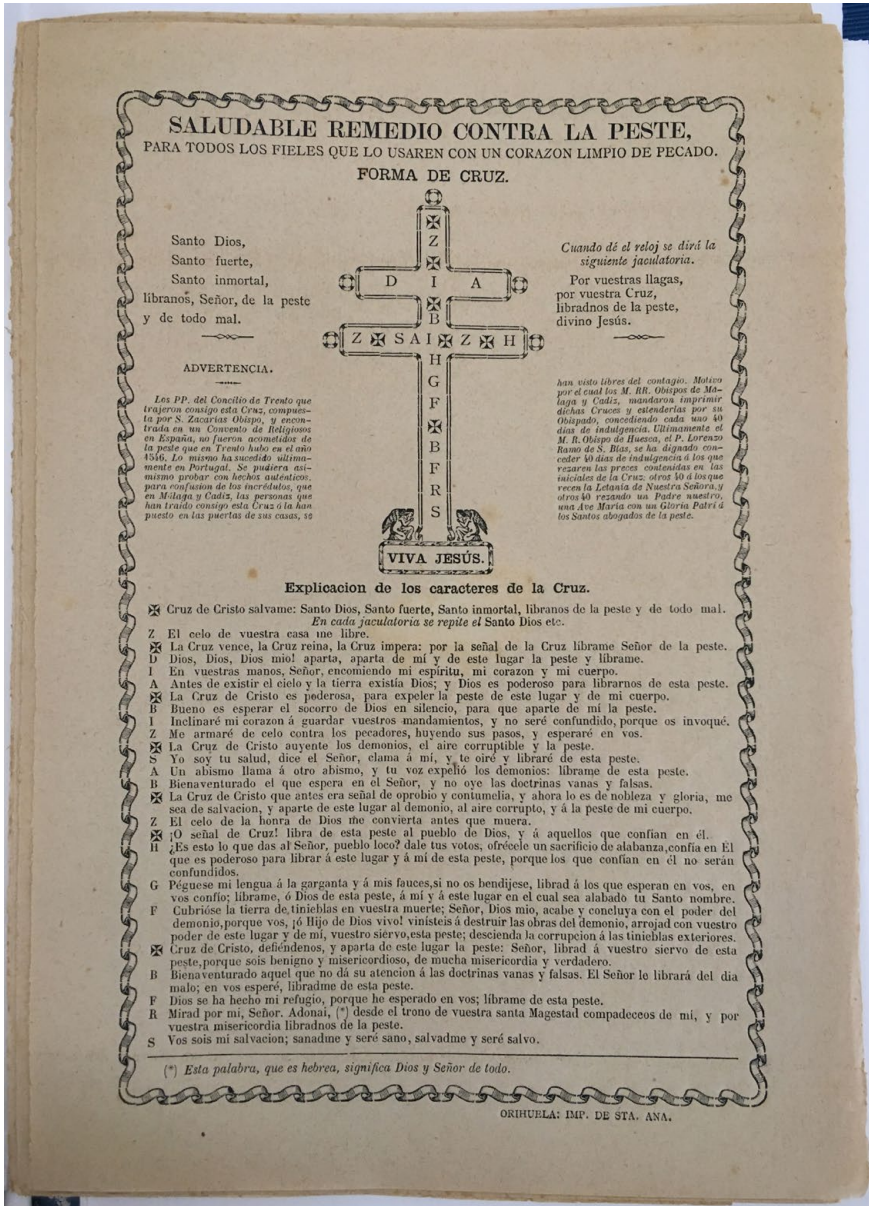 SALUDABLE REMEDIO CONTRA LA PESTE,
PARA TODOS LOS FIELES QUE LO USAREN CON UN CORAZON LIMPIO DE PECADO.
FORMA DE CRUZ.
Santo Dios,
Santo fuerte,
Santo inmortal,
libranos, Señor, de la peste
y de todo mal.
ADVERTENCIA.
Los PP. del Concilio de Trento que
trajeron consigo esta Cruz, compues-
ta por S. Zacarías Obispo, y encon-
trada en un Convento de Religiosos
en España, no fueron acometidos de
la peste que en Trento hubo en el año
1546. Lo mismo ha sucedido ultima-
mente en Portugal. Se pudiera asi-
mismo probar con hechos auténticos,
para confusion de los incrédulos, que
en Málaga y Cadiz, las personas que
han traido consigo esta Cruz ó la han
puesto en las puertas de sus casas, se
✠
Z
✠
D I A
✠
B
Z ✠ SAI ✠ Z ✠ H
H
G
F
✠
B
F
R
S
VIVA JESÚS.
Cuando dé el reloj se dirá la
siguiente jaculatoria.
Por vuestras llagas,
por vuestra Cruz,
libradnos de la peste,
divino Jesús.
han visto libres del contagio. Motivo
por el cual los M. RR. Obispos de Má-
laga y Cadiz, mandaron imprimir
dichas Cruces y estenderlas por su
Obispado, concediendo cada uno 40
dias de indulgencia. Ultimamente el
M. R. Obispo de Huesca, el P. Lorenzo
Ramo de S. Blas, se ha dignado con-
ceder 40 dias de indulgencia á los que
rezaren las preces contenidas en las
iniciales de la Cruz: otros 40 á los que
recen la Letanía de Nuestra Señora, y
otros 40 rezando un Padre nuestro,
una Ave María con un Gloria Patri á
los Santos abogados de la peste.
Explicacion de los caracteres de la Cruz.
✠ Cruz de Cristo salvame: Santo Dios, Santo fuerte, Santo inmortal, libranos de la peste y de todo mal.
En cada jaculatoria se repite el Santo Dios etc.
Z El celo de vuestra casa me libre.
✠ La Cruz vence, la Cruz reina, la Cruz impera: por la señal de la Cruz líbrame Señor de la peste.
D Dios, Dios, Dios mio! aparta, aparta de mí y de este lugar la peste y líbrame.
I En vuestras manos, Señor, encomiendo mi espíritu, mi corazon y mi cuerpo.
A Antes de existir el cielo y la tierra existia Dios; y Dios es poderoso para librarnos de esta peste.
✠ La Cruz de Cristo es poderosa, para expeler la peste de este lugar y de mi cuerpo.
B Bueno es esperar el socorro de Dios en silencio, para que aparte de mí la peste.
I Inclinaré mi corazon á guardar vuestros mandamientos, y no seré confundido, porque os invoqué.
Z Me armaré de celo contra los pecadores, huyendo sus pasos, y esperaré en vos.
✠ La Cruz de Cristo auyente los demonios, el aire corruptible y la peste.
S Yo soy tu salud, dice el Señor, clama á mí, y te oiré y libraré de esta peste.
A Un abismo llama á otro abismo, y tu voz expelió los demonios: librame de esta peste.
B Bienaventurado el que espera en el Señor, y no oye las doctrinas vanas y falsas.
✠ La Cruz de Cristo que antes era señal de oprobio y contumelia, y ahora lo es de nobleza y gloria, me
sea de salvacion, y aparte de este lugar al demonio, al aire corrupto, y á la peste de mi cuerpo.
Z El celo de la honra de Dios me convierta antes que muera.
✠ ¡O señal de Cruz! libra de esta peste al pueblo de Dios, y á aquellos que confían en él.
H ¿Es esto lo que das al Señor, pueblo loco? dale tus votos, ofrécele un sacrificio de alabanza, confía en Él
que es poderoso para librar á este lugar y á mí de esta peste, porque los que confían en él no serán
confundidos.
G Péguese mi lengua á la garganta y á mis fauces, si no os bendijese, librad á los que esperan en vos, en
vos confio; librame, ó Dios de esta peste, á mí y á este lugar en el cual sea alabado tu Santo nombre.
F Cubrióse la tierra de tinieblas en vuestra muerte; Señor, Dios mio, acabe y concluya con el poder del
demonio, porque vos, ¡ó Hijo de Dios vivo! vinísteis á destruir las obras del demonio, arrojad con vuestro
poder de este lugar y de mí, vuestro siervo, esta peste; descienda la corrupcion á las tinieblas exteriores.
✠ Cruz de Cristo, defiéndenos, y aparta de este lugar la peste: Señor, librad á vuestro siervo de esta
peste, porque sois benigno y misericordioso, de mucha misericordia y verdadero.
B Bienaventurado aquel que no dá su atencion á las doctrinas vanas y falsas. El Señor le librará del dia
malo; en vos esperé, libradme de esta peste.
F Dios se ha hecho mi refugio, porque he esperado en vos; líbrame de esta peste.
R Mirad por mi, Señor. Adonai, (*) desde el trono de vuestra santa Magestad compadeceos de mí, y por
vuestra misericordia libradnos de la peste.
S Vos sois mi salvacion; sanadme y seré sano, salvadme y seré salvo.
(*) Esta palabra, que es hebrea, significa Dios y Señor de todo.
ORIHUELA: IMP. DE STA. ANA.